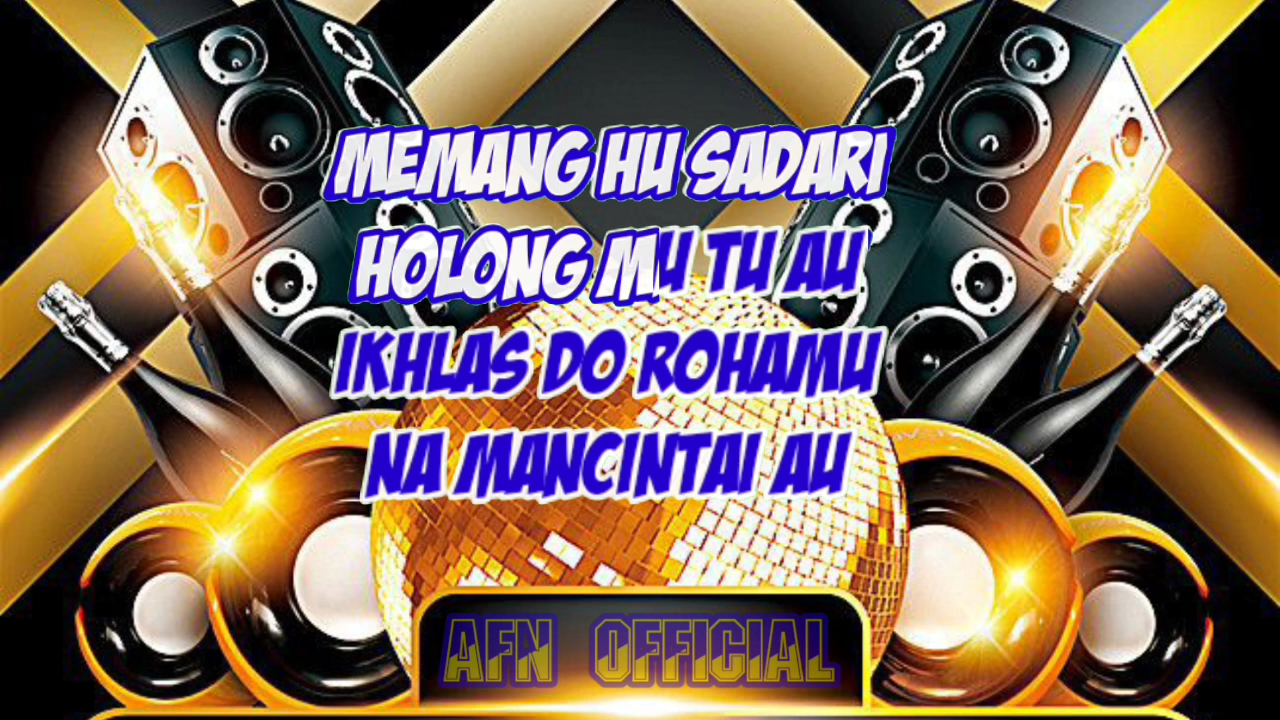 MEMANG HU SADARI
HOLONG MU TU AU
IKHLAS DO ROHAMU
NA MANCINTAI AU
AFN OFFICIAL